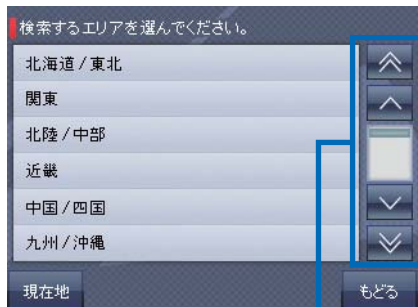 検索するエリアを選んでください。
北海道/東北
関東
北陸/中部
近畿
中国/四国
九州/沖縄
現在地
もどる